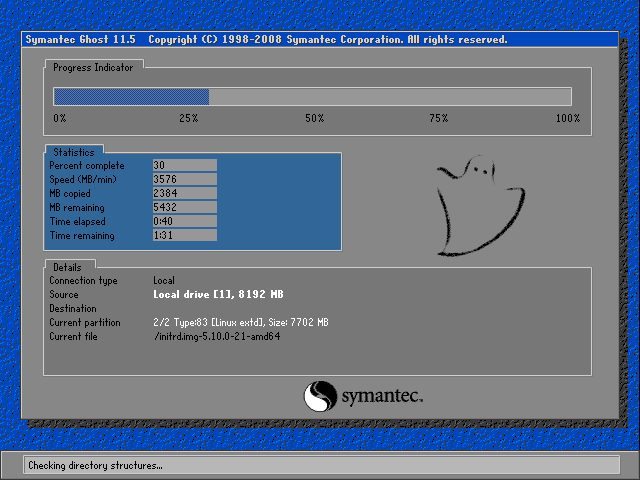 Symantec Ghost 11.5   Copyright (C) 1998-2008 Symantec Corporation. All rights reserved.
Progress Indicator
0% 25% 50% 75% 100%
Statistics
Percent complete 30
Speed (MB/min) 3576
MB copied 2384
MB remaining 5432
Time elapsed 0:40
Time remaining 1:31
Details
Connection type Local
Source Local drive [1], 8192 MB
Destination
Current partition 2/2 Type:83 [Linux extd], Size: 7702 MB
Current file /initrd.img-5.10.0-21-amd64
symantec.
Checking directory structures...